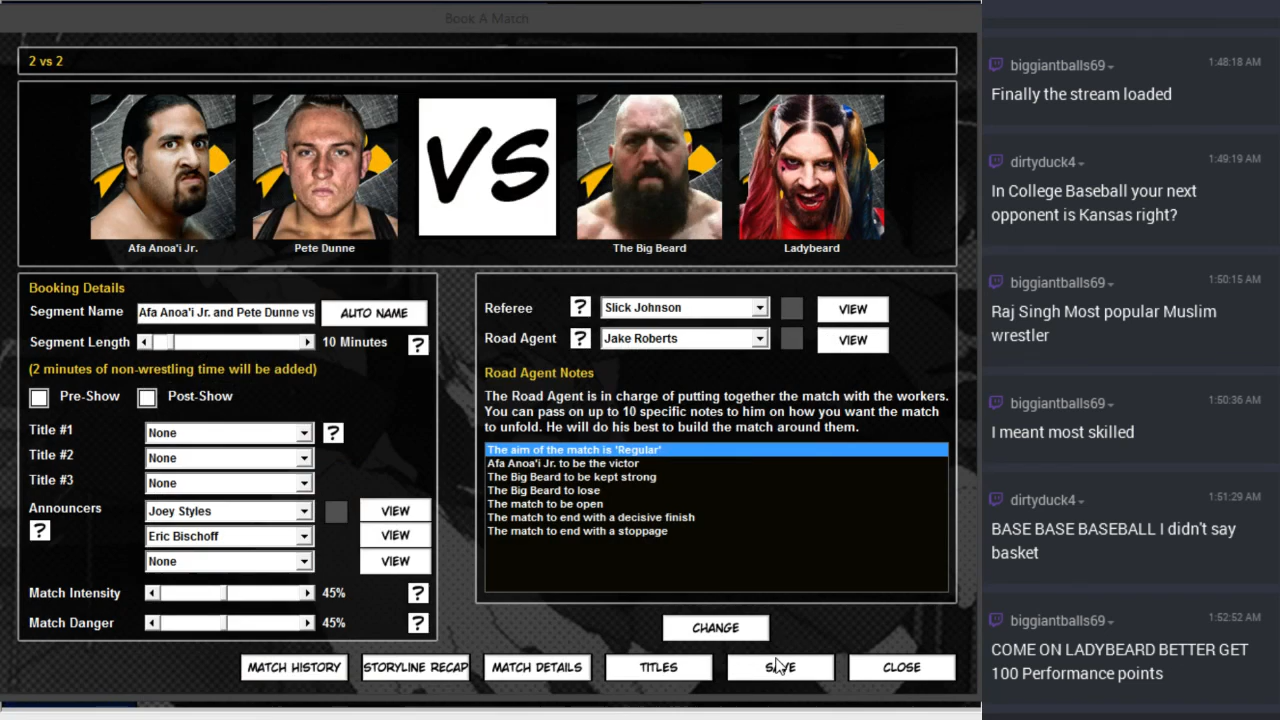 Book A Match
2 vs 2
VS
Afa Anoa'i Jr.
Pete Dunne
The Big Beard
Ladybeard
Booking Details
Segment Name
Afa Anoa'i Jr. and Pete Dunne vs
AUTO NAME
Segment Length
10 Minutes
?
(2 minutes of non-wrestling time will be added)
Pre-Show
Post-Show
Title #1
None
?
Title #2
None
Title #3
None
Announcers
Joey Styles
VIEW
?
Eric Bischoff
VIEW
None
VIEW
Match Intensity
45%
?
Match Danger
45%
?
Referee
?
Slick Johnson
VIEW
Road Agent
?
Jake Roberts
VIEW
Road Agent Notes
The Road Agent is in charge of putting together the match with the workers.
You can pass on up to 10 specific notes to him on how you want the match
to unfold. He will do his best to build the match around them.
The aim of the match is 'Regular'
Afa Anoa'i Jr. to be the victor
The Big Beard to be kept strong
The Big Beard to lose
The match to be open
The match to end with a decisive finish
The match to end with a stoppage
CHANGE
MATCH HISTORY
STORYLINE RECAP
MATCH DETAILS
TITLES
SAVE
CLOSE
biggiantballs69
1:48:18 AM
Finally the stream loaded
dirtyduck4
1:49:19 AM
In College Baseball your next
opponent is Kansas right?
biggiantballs69
1:50:15 AM
Raj Singh Most popular Muslim
wrestler
biggiantballs69
1:50:36 AM
I meant most skilled
dirtyduck4
1:51:29 AM
BASE BASE BASEBALL I didn't say
basket
biggiantballs69
1:52:52 AM
COME ON LADYBEARD BETTER GET
100 Performance points